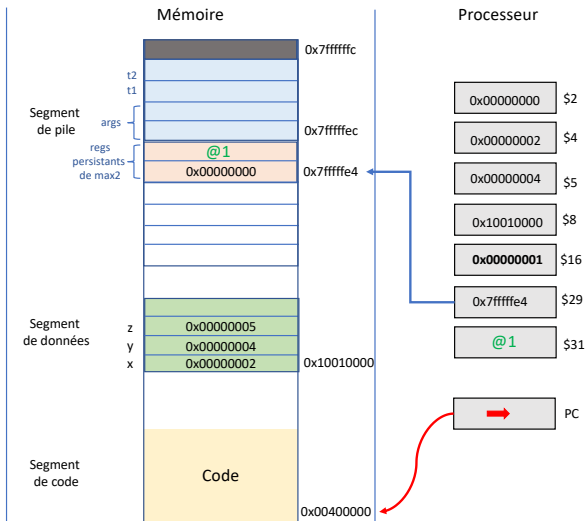 Mémoire
Processeur
0x7ffffffc
t2
t1
args
Segment
de pile
0x7fffffec
regs
persistants
de max2
@1
0x00000000
0x7fffffe4
0x00000000 $2
0x00000002 $4
0x00000004 $5
0x10010000 $8
0x00000001 $16
0x7fffffe4 $29
@1 $31
PC
Segment
de données
z 0x00000005
y 0x00000004
x 0x00000002 0x10010000
Segment
de code
Code
0x00400000